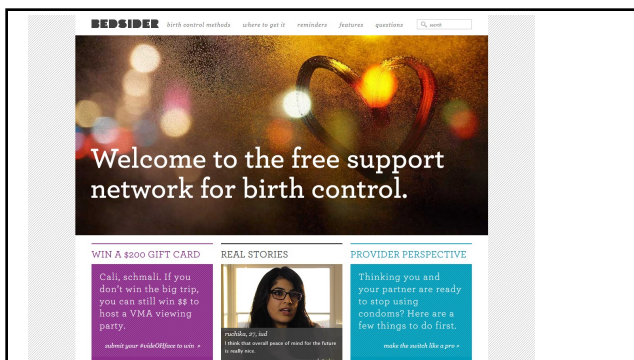 BEDSIDER birth control methods where to get it reminders features questions search
Welcome to the free support
network for birth control.
WIN A $200 GIFT CARD
Cali, schmali. If you
don't win the big trip,
you can still win $$ to
host a VMA viewing
party.
submit your #videOHface to win »
REAL STORIES
ruchika, 27, iud
I think that overall peace of mind for the future
is really nice.
PROVIDER PERSPECTIVE
Thinking you and
your partner are ready
to stop using
condoms? Here are a
few things to do first.
make the switch like a pro »